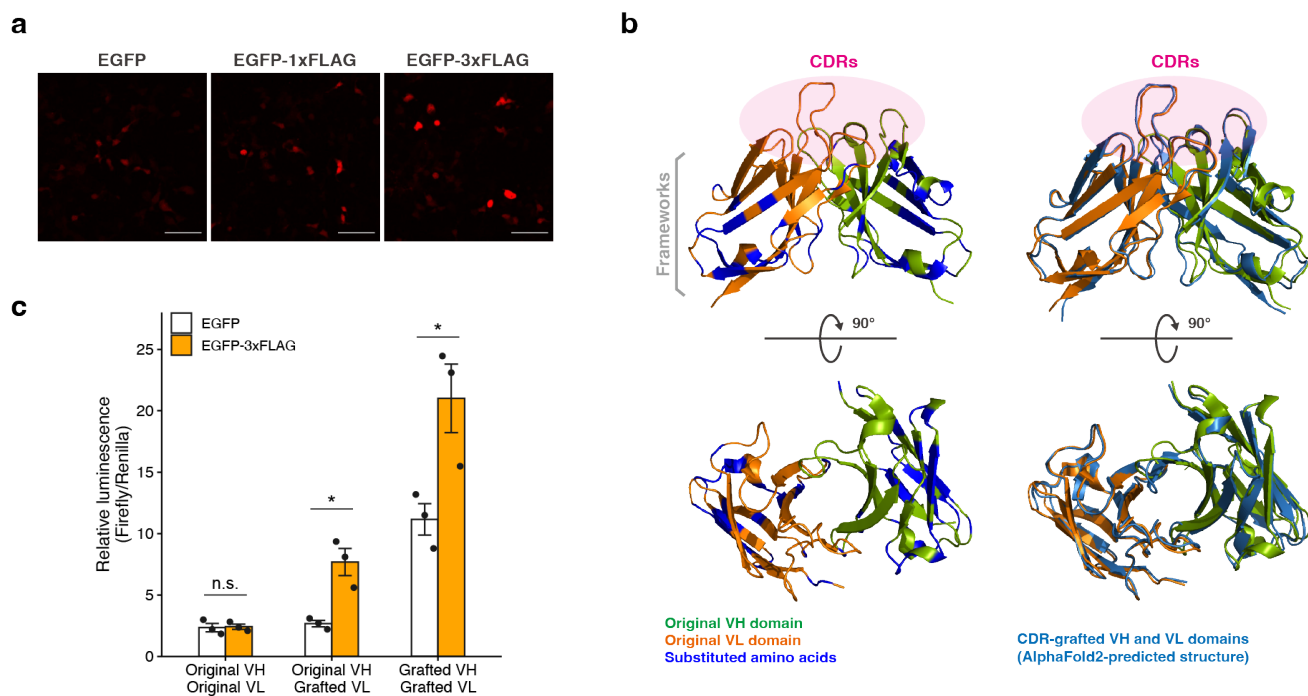 a
EGFP
EGFP-1xFLAG
EGFP-3xFLAG
b
CDRs
CDRs
Frameworks
90°
90°
Original VH domain
Original VL domain
Substituted amino acids
CDR-grafted VH and VL domains
(AlphaFold2-predicted structure)
c
EGFP
EGFP-3xFLAG
Relative luminescence
(Firefly/Renilla)
25
20
15
10
5
0
n.s.
*
*
Original VH
Original VL
Original VH
Grafted VL
Grafted VH
Grafted VL